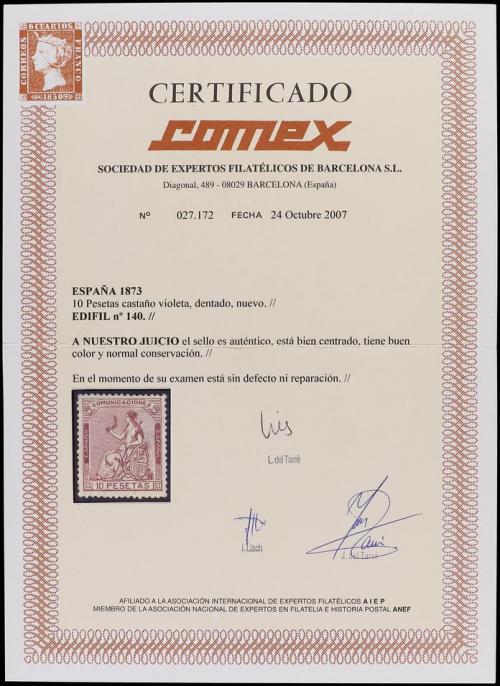 6 CUARTOS
CORREOS
FRANCO
1850
CERTIFICADO
comex
SOCIEDAD DE EXPERTOS FILATÉLICOS DE BARCELONA S.L.
Diagonal, 489 - 08029 BARCELONA (España)
Nº 027.172 FECHA 24 Octubre 2007
ESPAÑA 1873
10 Pesetas castaño violeta, dentado, nuevo. //
EDIFIL nº 140. //
A NUESTRO JUICIO el sello es auténtico, está bien centrado, tiene buen
color y normal conservación. //
En el momento de su examen está sin defecto ni reparación. //
COMUNICACIONES
ESPAÑA
10 PESETAS
L. del Tarré
I. Llach
J. del Tarré
AFILIADO A LA ASOCIACIÓN INTERNACIONAL DE EXPERTOS FILATÉLICOS A I E P
MIEMBRO DE LA ASOCIACIÓN NACIONAL DE EXPERTOS EN FILATELIA E HISTORIA POSTAL ANEF